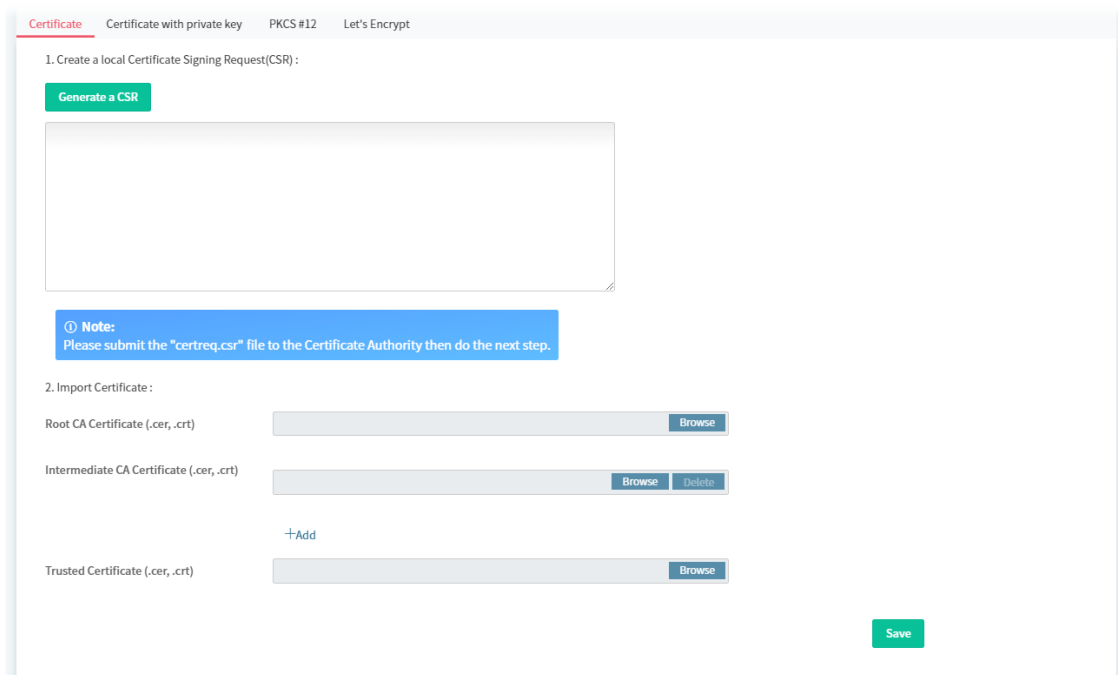 Certificate Certificate with private key PKCS #12 Let's Encrypt
1. Create a local Certificate Signing Request(CSR) :
Generate a CSR
Note:
Please submit the "certreq.csr" file to the Certificate Authority then do the next step.
2. Import Certificate :
Root CA Certificate (.cer, .crt) Browse
Intermediate CA Certificate (.cer, .crt) Browse Delete
+Add
Trusted Certificate (.cer, .crt) Browse
Save